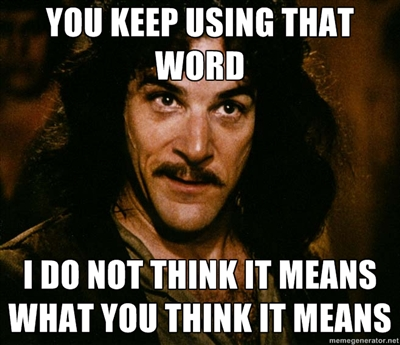 YOU KEEP USING THAT
WORD
I DO NOT THINK IT MEANS
WHAT YOU THINK IT MEANS
memegenerator.net